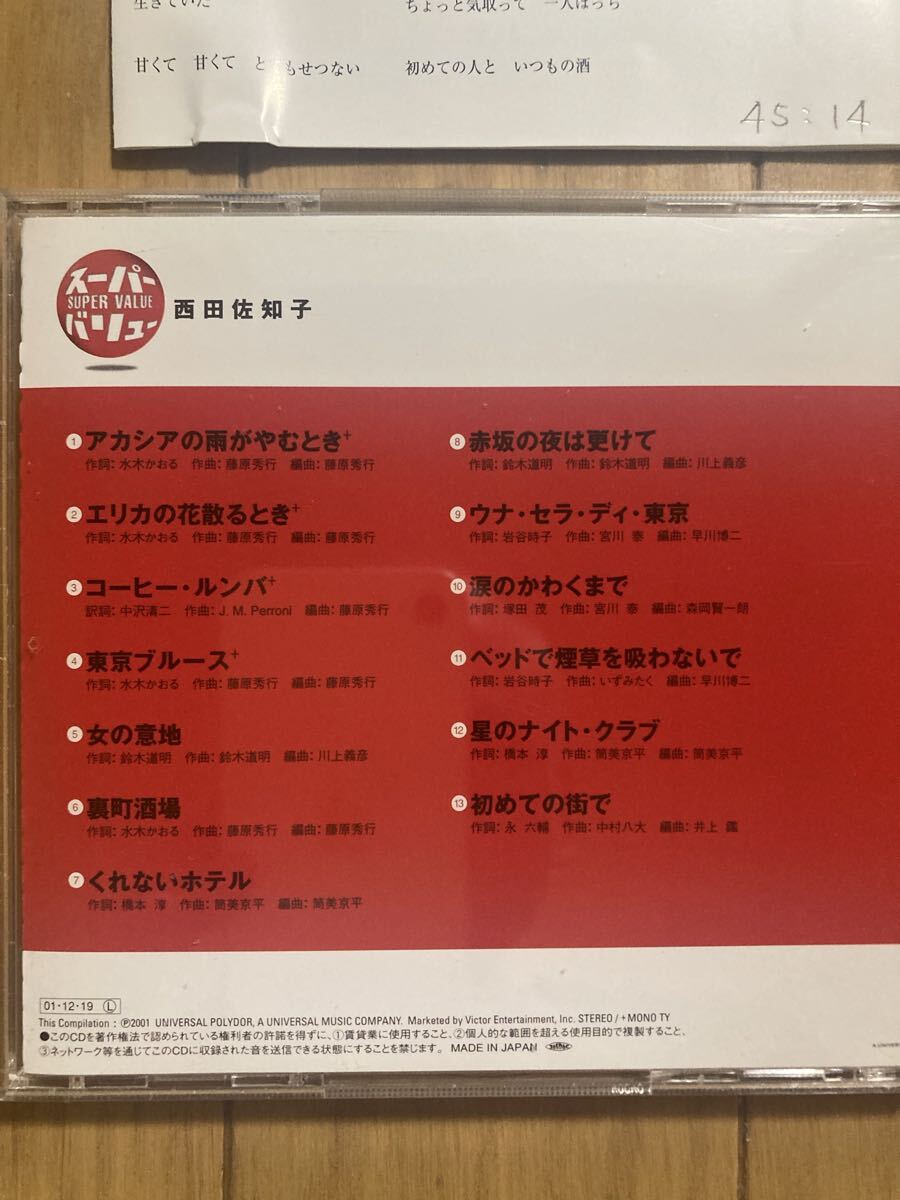 生きていた
ちょっと気取って 一人ぼっち
甘くて 甘くて と もせつない
初めての人と いつもの酒
45:14
スーパー
SUPER VALUE
バリュー
西田佐知子
1 アカシアの雨がやむとき+
作詞: 水木かおる 作曲: 藤原秀行 編曲: 藤原秀行
2 エリカの花散るとき+
作詞: 水木かおる 作曲: 藤原秀行 編曲: 藤原秀行
3 コーヒー・ルンバ+
訳詞: 中沢清二 作曲: J. M. Perroni 編曲: 藤原秀行
4 東京ブルース+
作詞: 水木かおる 作曲: 藤原秀行 編曲: 藤原秀行
5 女の意地
作詞: 鈴木道明 作曲: 鈴木道明 編曲: 川上義彦
6 裏町酒場
作詞: 水木かおる 作曲: 藤原秀行 編曲: 藤原秀行
7 くれないホテル
作詞: 橋本 淳 作曲: 筒美京平 編曲: 筒美京平
8 赤坂の夜は更けて
作詞: 鈴木道明 作曲: 鈴木道明 編曲: 川上義彦
9 ウナ・セラ・ディ・東京
作詞: 岩谷時子 作曲: 宮川 泰 編曲: 早川博二
10 涙のかわくまで
作詞: 塚田 茂 作曲: 宮川 泰 編曲: 森岡賢一朗
11 ベッドで煙草を吸わないで
作詞: 岩谷時子 作曲: いずみたく 編曲: 早川博二
12 星のナイト・クラブ
作詞: 橋本 淳 作曲: 筒美京平 編曲: 筒美京平
13 初めての街で
作詞: 永 六輔 作曲: 中村八大 編曲: 井上 鑑
01・12・19 L
This Compilation : ℗2001 UNIVERSAL POLYDOR, A UNIVERSAL MUSIC COMPANY. Marketed by Victor Entertainment, Inc. STEREO / +MONO TY
●このCDを著作権法で認められている権利者の許諾を得ずに、①賃貸業に使用すること、②個人的な範囲を超える使用目的で複製すること、
③ネットワーク等を通じてこのCDに収録された音を送信できる状態にすることを禁じます。 MADE IN JAPAN
A UNIVERS